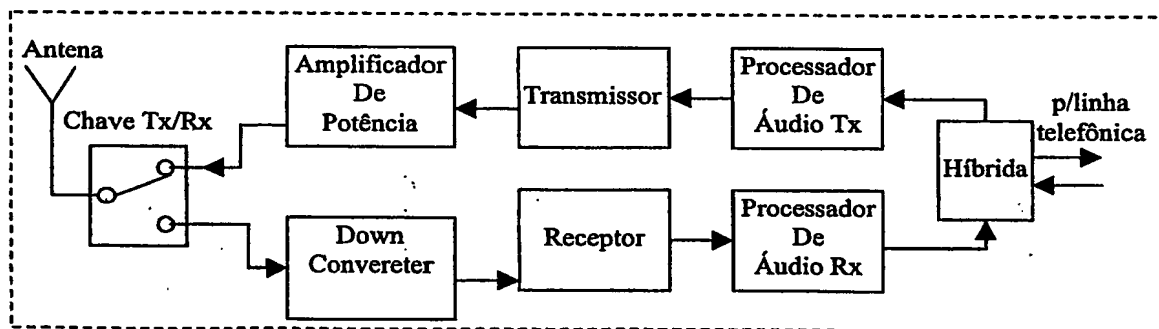 Antena
Chave Tx/Rx
Amplificador
De
Potência
Transmissor
Processador
De
Áudio Tx
p/linha
telefônica
Híbrida
Down
Convereter
Receptor
Processador
De
Áudio Rx